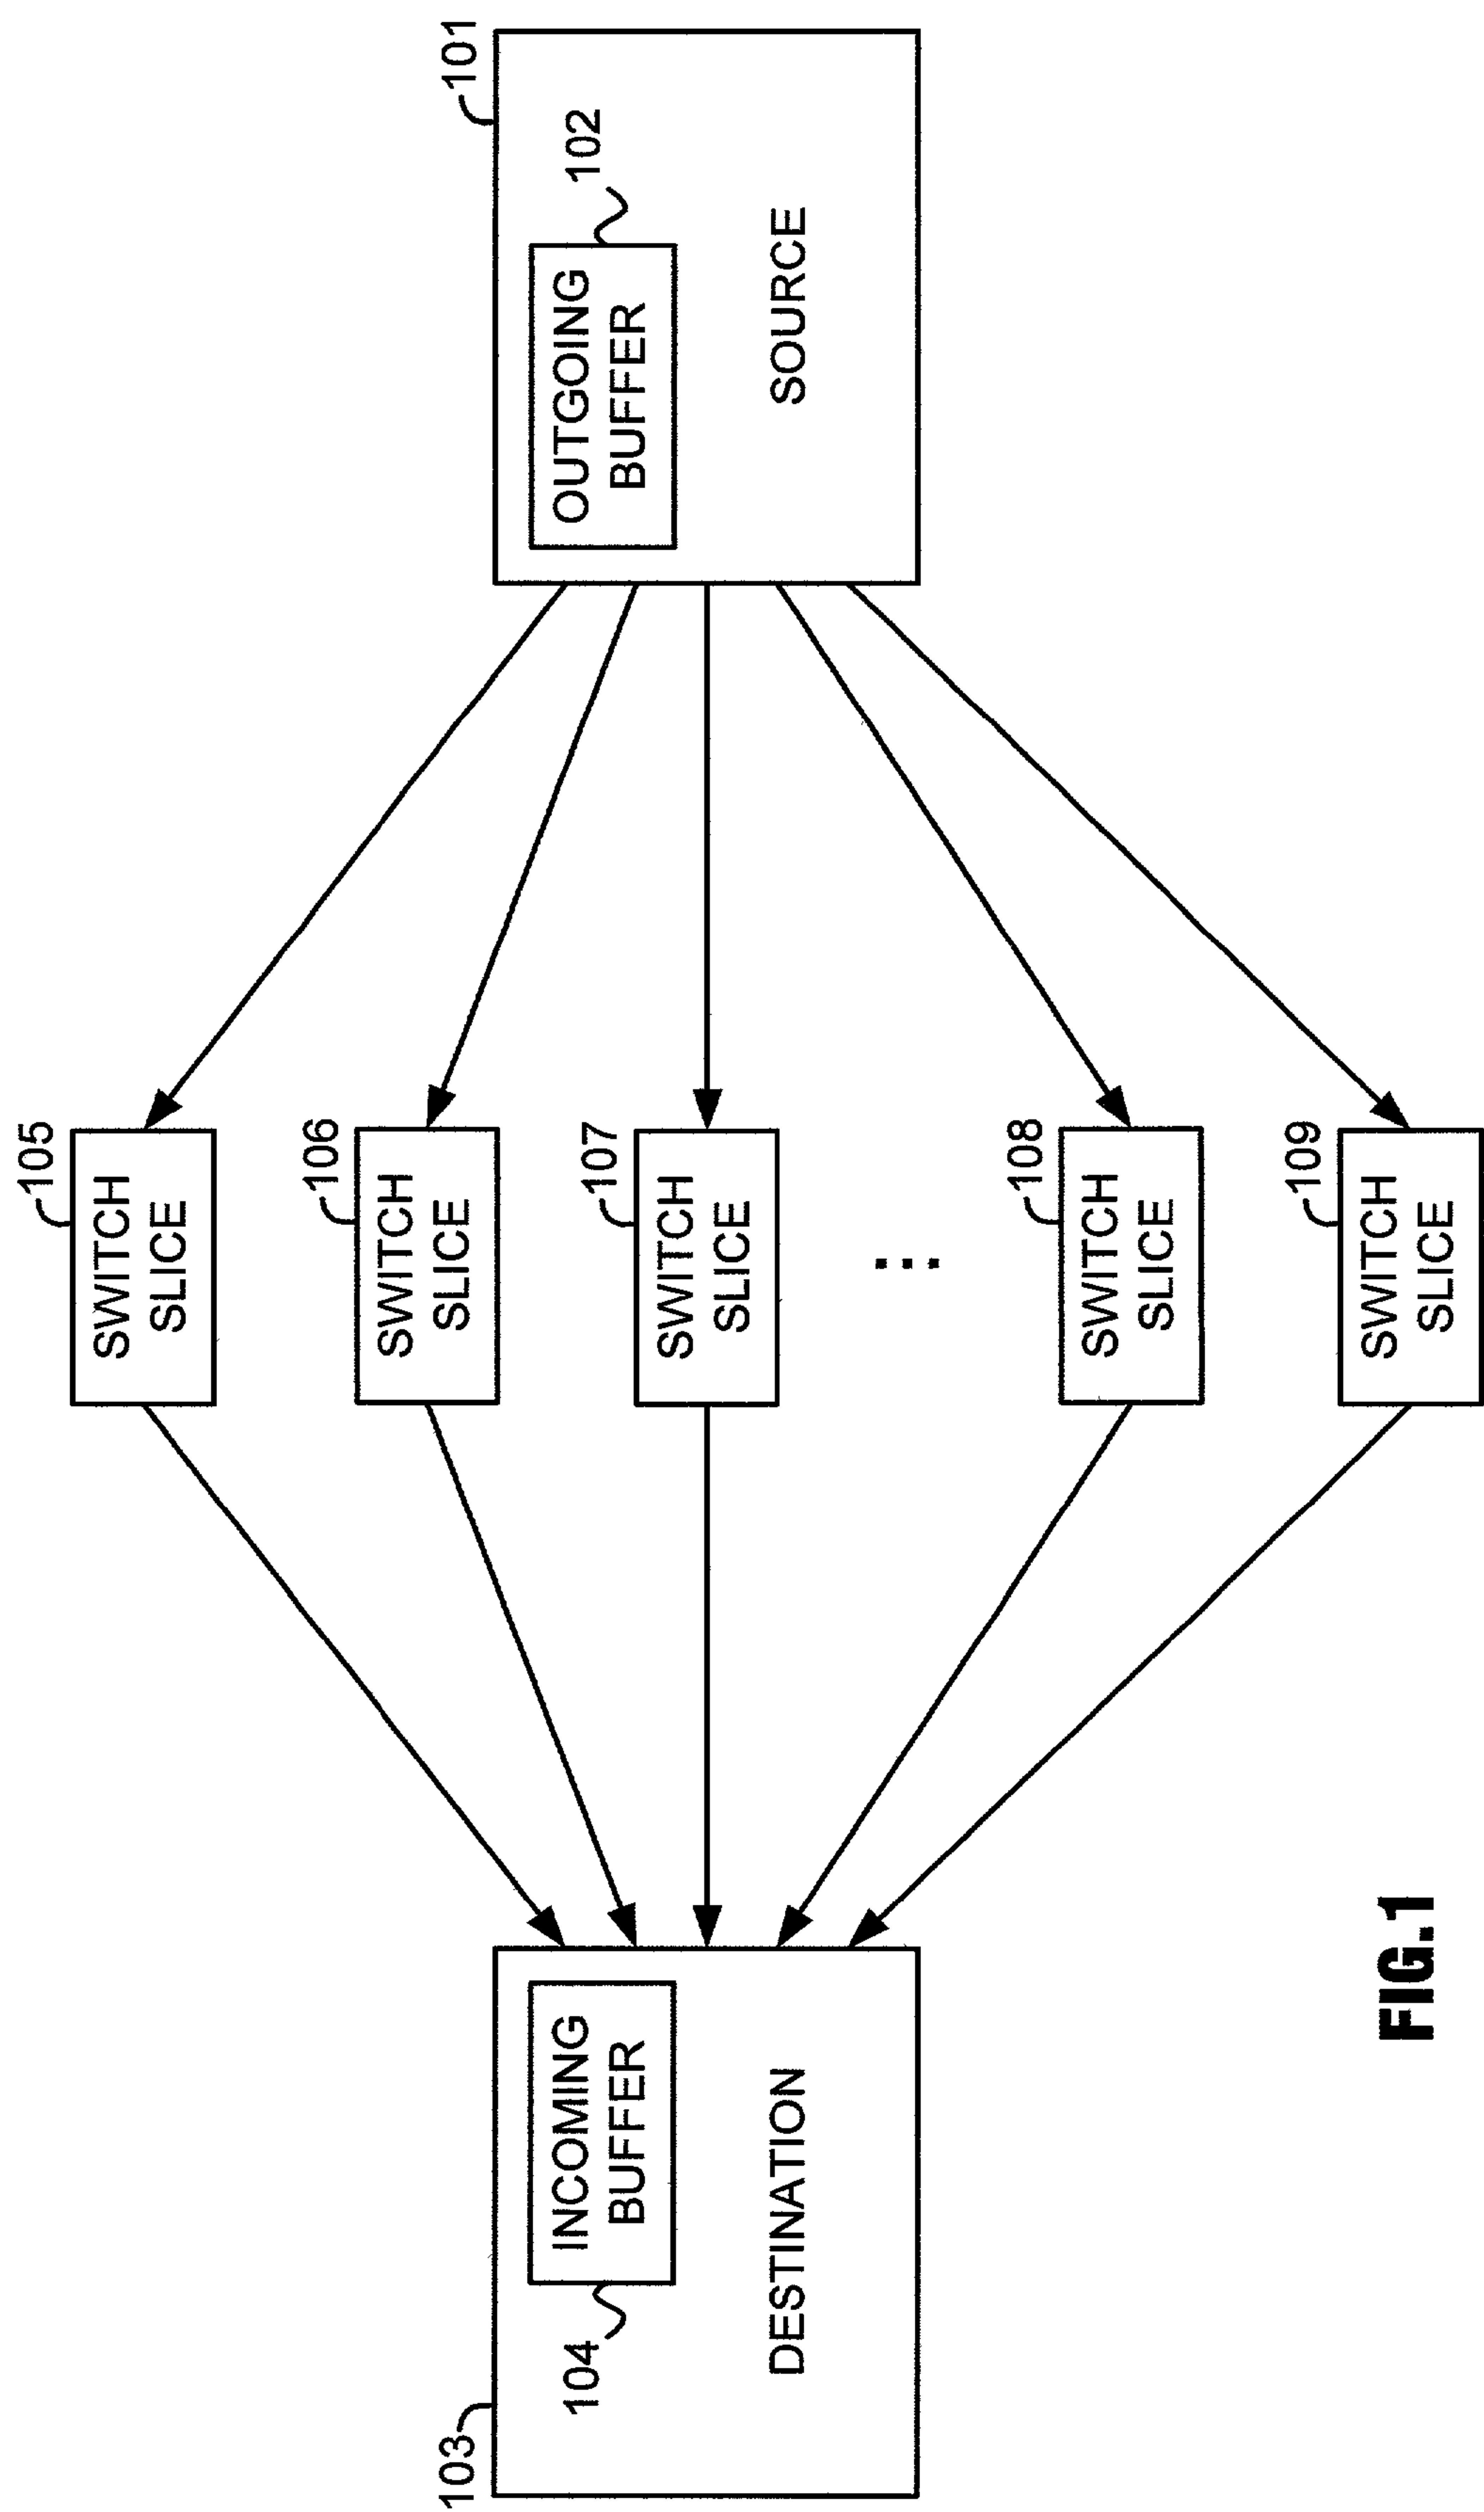 105
SWITCH
SLICE
103
101
104
INCOMING
BUFFER
106
SWITCH
SLICE
OUTGOING
BUFFER
102
DESTINATION
107
SWITCH
SLICE
SOURCE
...
108
SWITCH
SLICE
109
SWITCH
SLICE
FIG.1